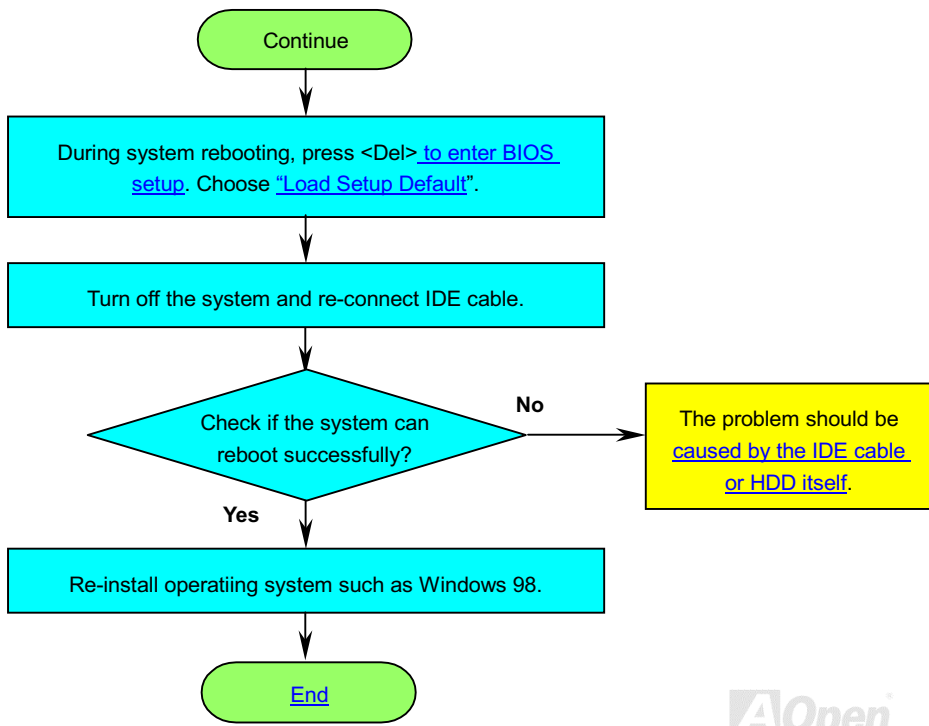 Continue
During system rebooting, press <Del> to enter BIOS
setup. Choose “Load Setup Default”.
Turn off the system and re-connect IDE cable.
Check if the system can
reboot successfully?
No
The problem should be
caused by the IDE cable
or HDD itself.
Yes
Re-install operatiing system such as Windows 98.
End
AOpen